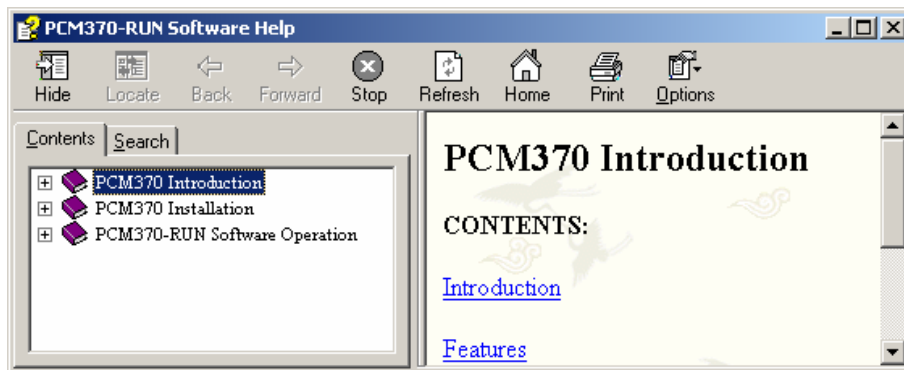 PCM370-RUN Software Help
Hide Locate Back Forward Stop Refresh Home Print Options
Contents Search
PCM370 Introduction
PCM370 Installation
PCM370-RUN Software Operation
PCM370 Introduction
CONTENTS:
Introduction
Features